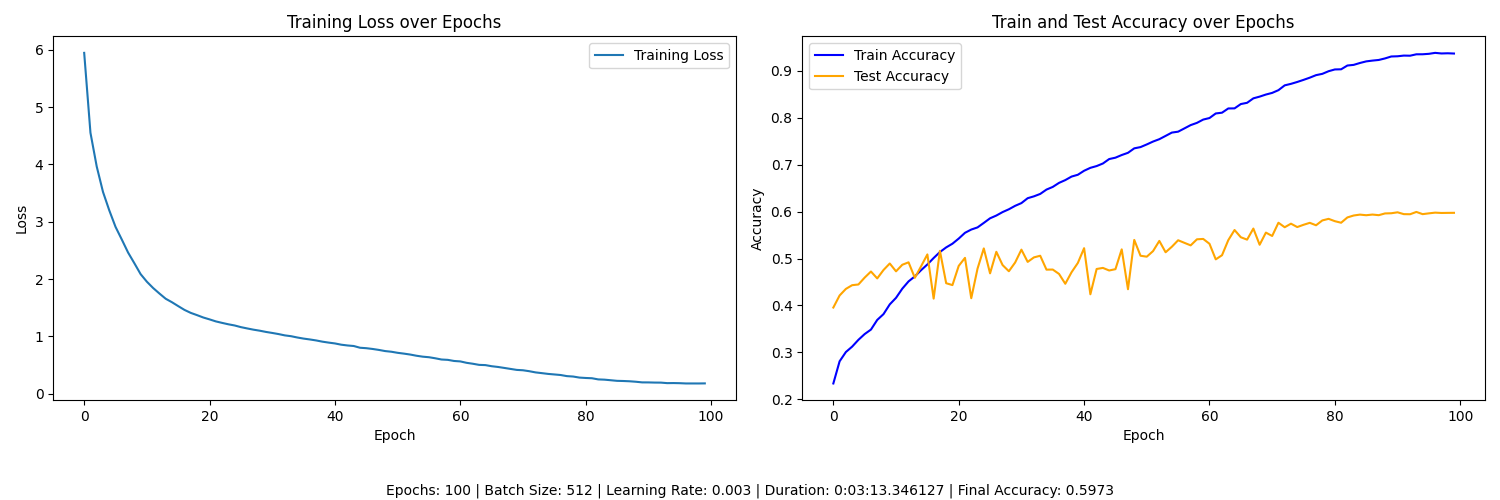 Training Loss over Epochs
6
5
4
3
2
1
0
Loss
0 20 40 60 80 100
Epoch
Training Loss
Train and Test Accuracy over Epochs
0.9
0.8
0.7
0.6
0.5
0.4
0.3
0.2
Accuracy
0 20 40 60 80 100
Epoch
Train Accuracy
Test Accuracy
Epochs: 100 | Batch Size: 512 | Learning Rate: 0.003 | Duration: 0:03:13.346127 | Final Accuracy: 0.5973